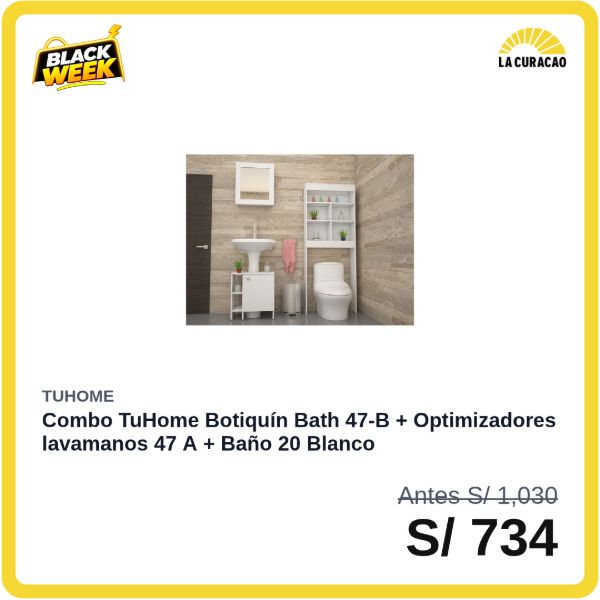 BLACK
WEEK
LA CURACAO
TUHOME
Combo TuHome Botiquín Bath 47-B + Optimizadores
lavamanos 47 A + Baño 20 Blanco
Antes S/ 1,030
S/ 734